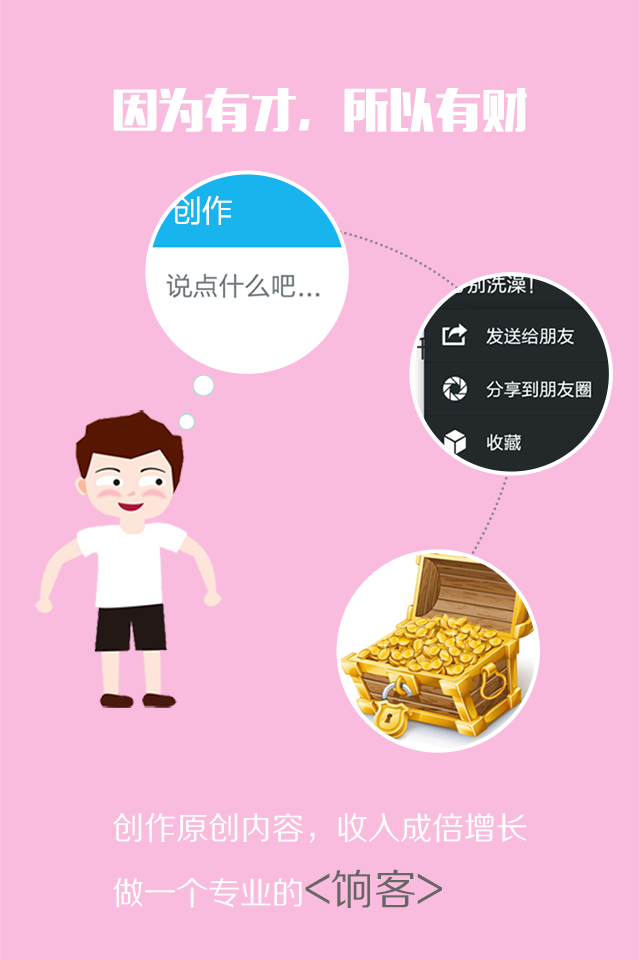 因为有才，所以有财
创作
说点什么吧...
别洗澡！
发送给朋友
分享到朋友圈
收藏
创作原创内容，收入成倍增长
做一个专业的<饷客>